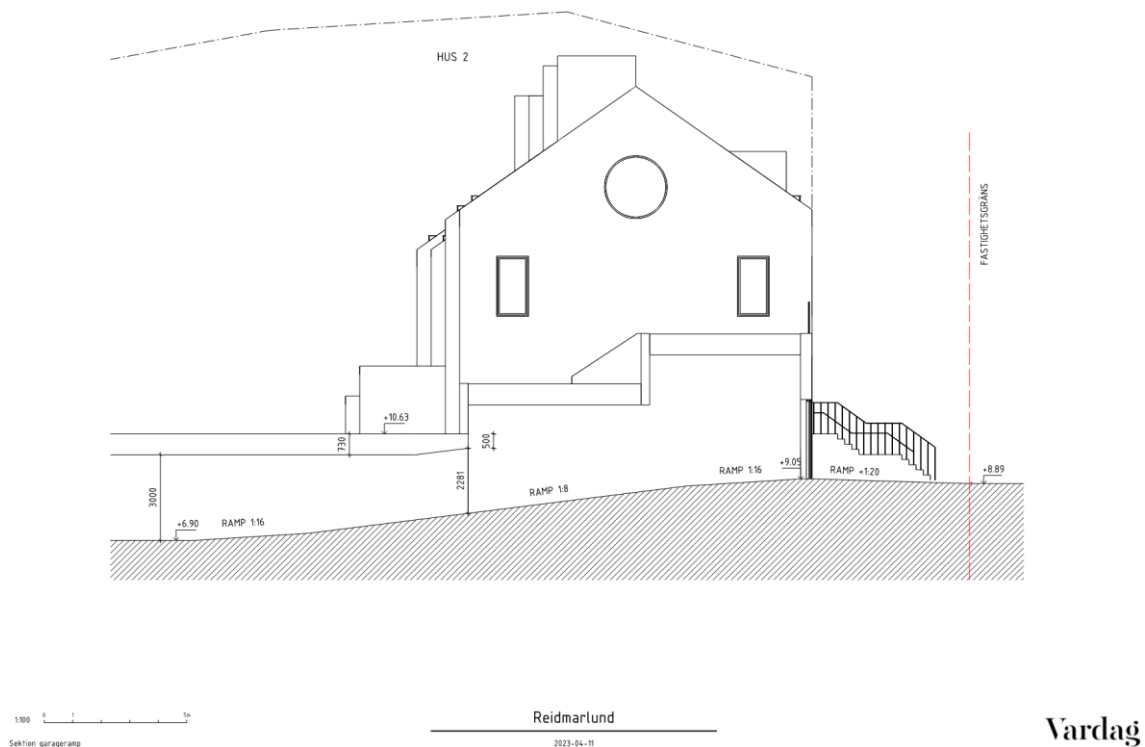 HUS 2
FASTIGHETSGRÄNS
+10.63
730
500
3000
2281
+6.90
RAMP 1:16
RAMP 1:8
RAMP 1:16
+9.05
RAMP <1:20
+8.89
1:100
0 1 5m
Sektion garageramp
Reidmarlund
2023-04-11
Vardag